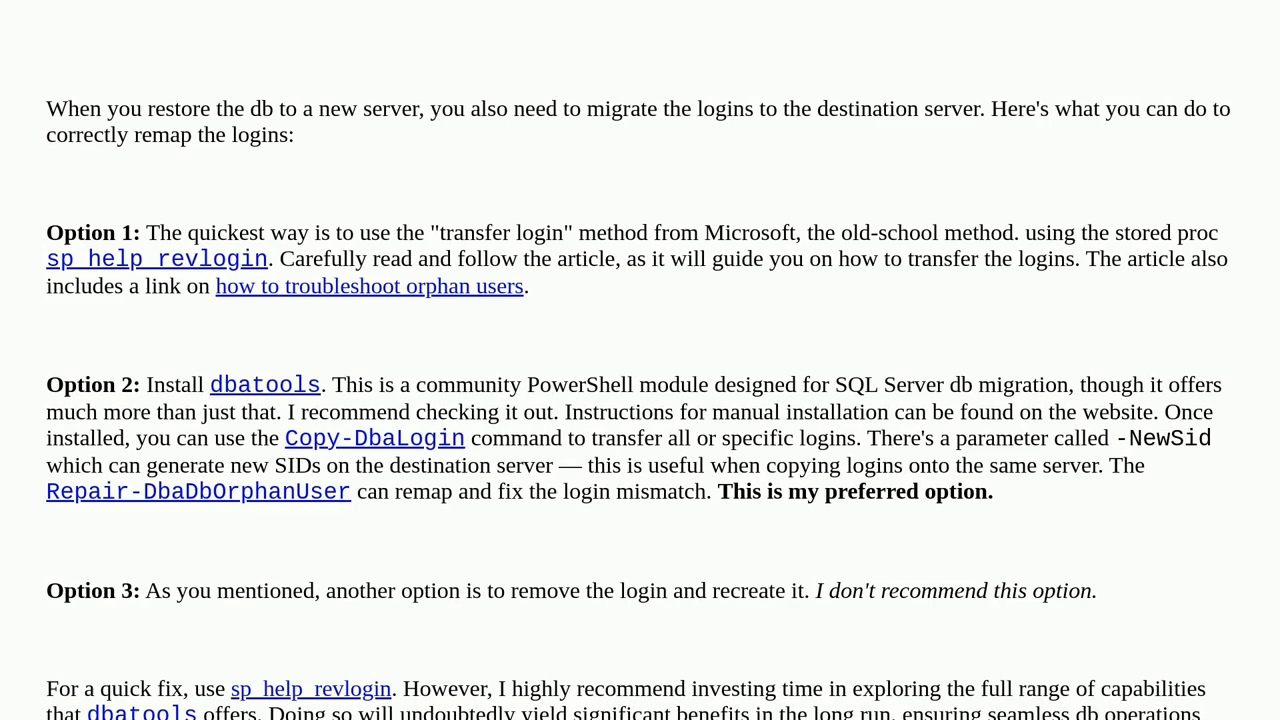 When you restore the db to a new server, you also need to migrate the logins to the destination server. Here's what you can do to
correctly remap the logins:
Option 1: The quickest way is to use the "transfer login" method from Microsoft, the old-school method. using the stored proc
sp_help_revlogin. Carefully read and follow the article, as it will guide you on how to transfer the logins. The article also
includes a link on how to troubleshoot orphan users.
Option 2: Install dbatools. This is a community PowerShell module designed for SQL Server db migration, though it offers
much more than just that. I recommend checking it out. Instructions for manual installation can be found on the website. Once
installed, you can use the Copy-DbaLogin command to transfer all or specific logins. There's a parameter called -NewSid
which can generate new SIDs on the destination server — this is useful when copying logins onto the same server. The
Repair-DbaDbOrphanUser can remap and fix the login mismatch. This is my preferred option.
Option 3: As you mentioned, another option is to remove the login and recreate it. I don't recommend this option.
For a quick fix, use sp_help_revlogin. However, I highly recommend investing time in exploring the full range of capabilities
that dbatools offers. Doing so will undoubtedly yield significant benefits in the long run, ensuring seamless db operations